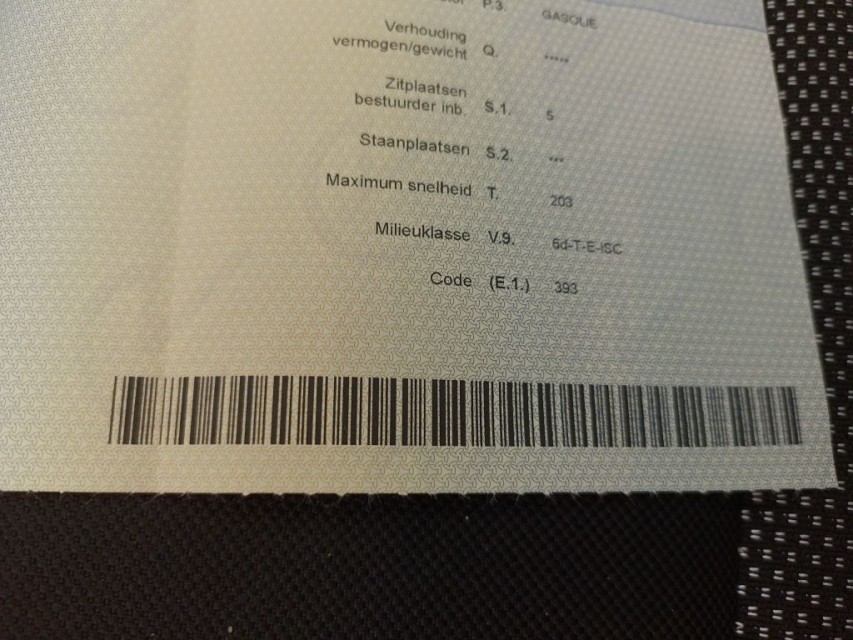 P.3. GASOLIE
Verhouding
vermogen/gewicht Q. *****
Zitplaatsen
bestuurder inb. S.1. 5
Staanplaatsen S.2. ***
Maximum snelheid T. 203
Milieuklasse V.9. 6d-T-E-ISC
Code (E.1.) 393